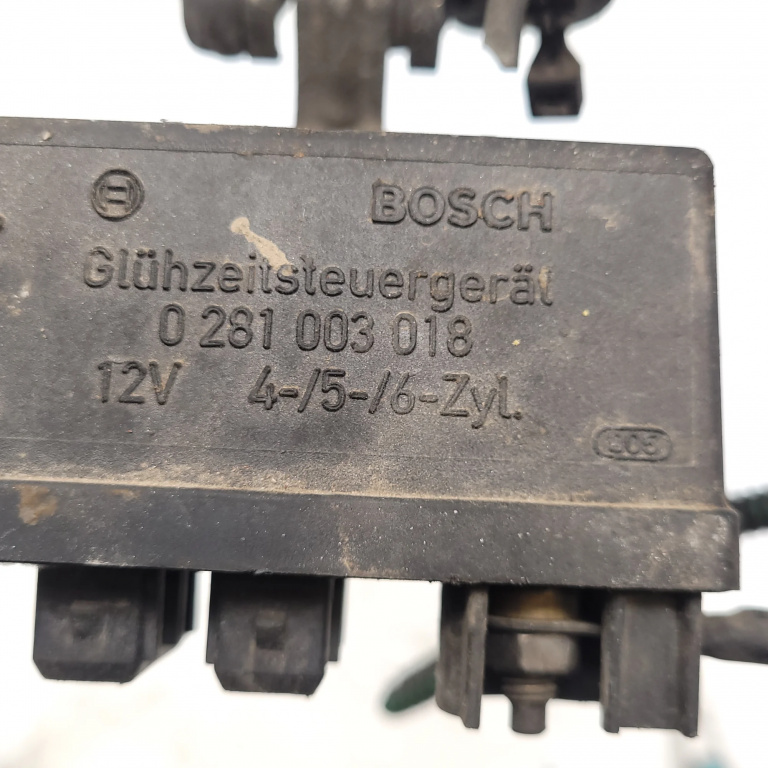 BOSCH
Glühzeitsteuergerät
0 281 003 018
12V 4-/5-/6-Zyl.